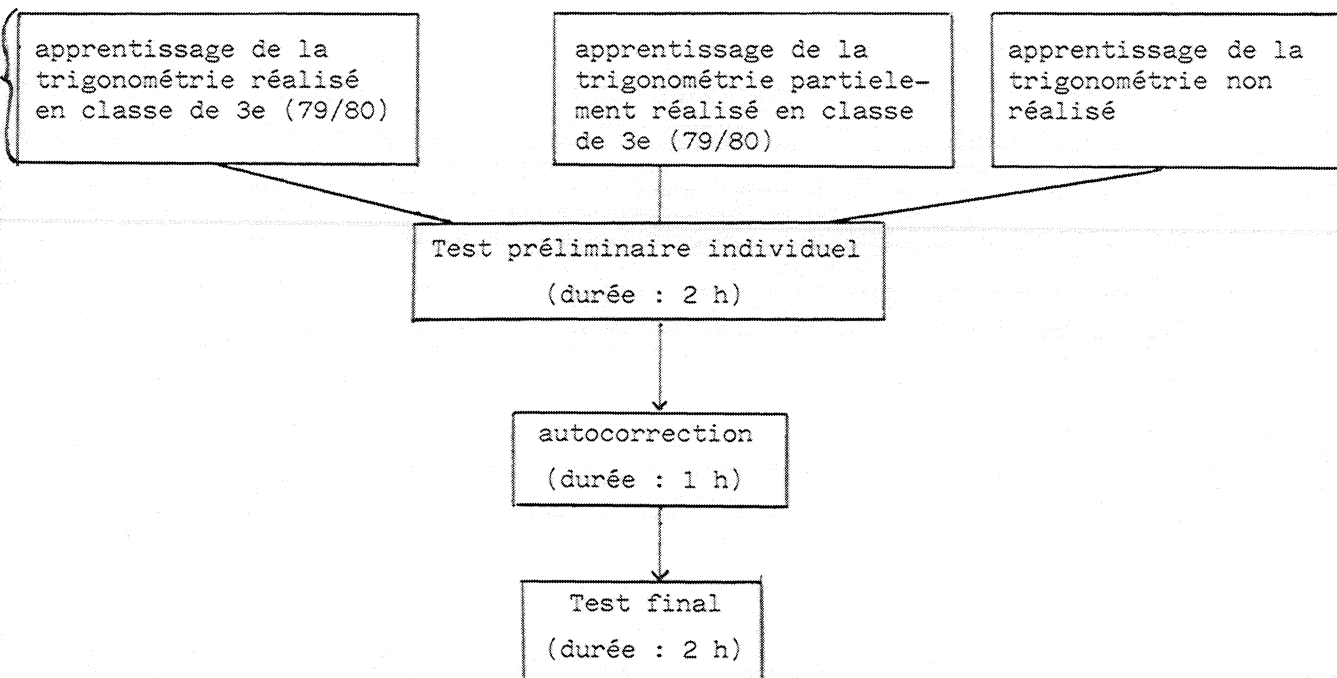 apprentissage de la
trigonométrie réalisé
en classe de 3e (79/80)
apprentissage de la
trigonométrie partiele-
ment réalisé en classe
de 3e (79/80)
apprentissage de la
trigonométrie non
réalisé
Test préliminaire individuel
(durée : 2 h)
autocorrection
(durée : 1 h)
Test final
(durée : 2 h)